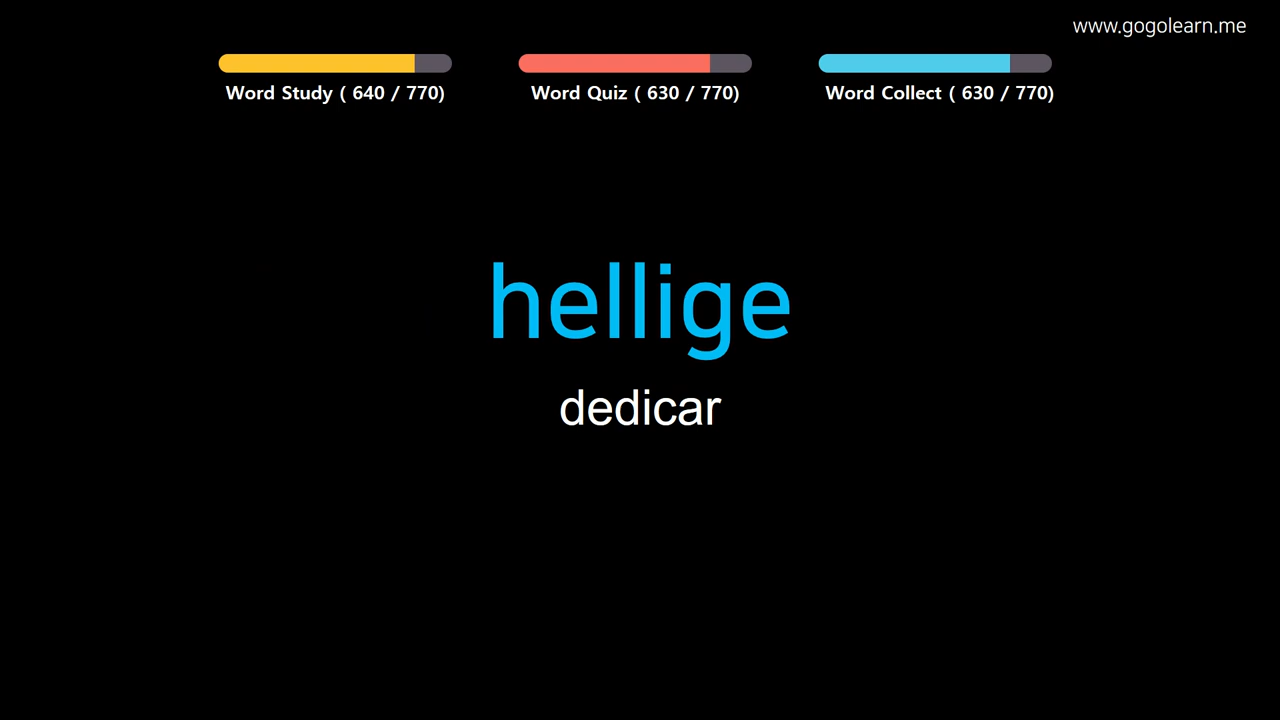 www.gogolearn.me
Word Study ( 640 / 770)
Word Quiz ( 630 / 770)
Word Collect ( 630 / 770)
hellige
dedicar